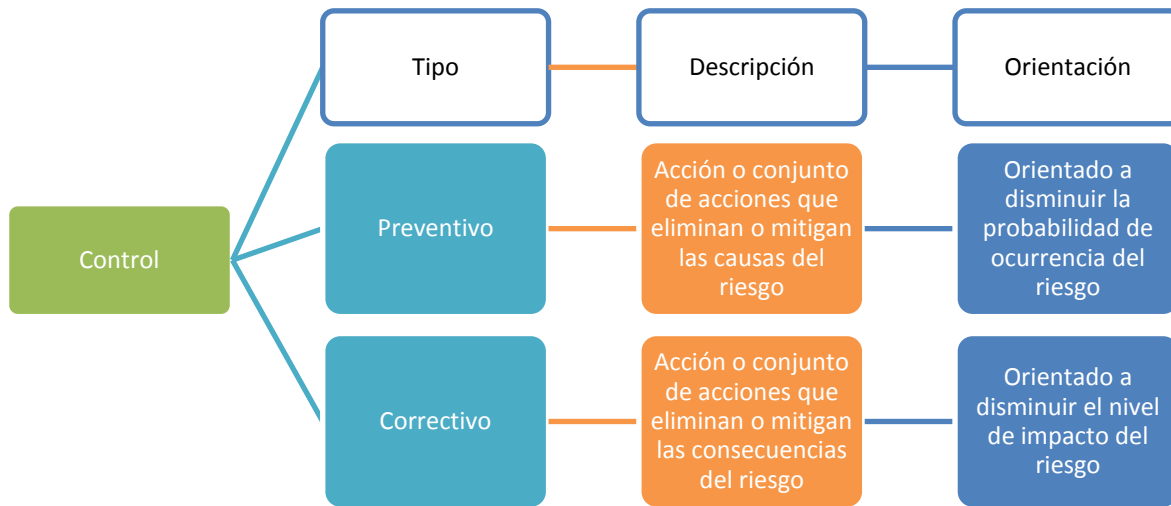 Tipo
Descripción
Orientación
Control
Preventivo
Acción o conjunto
de acciones que
eliminan o mitigan
las causas del
riesgo
Orientado a
disminuir la
probabilidad de
ocurrencia del
riesgo
Correctivo
Acción o conjunto
de acciones que
eliminan o mitigan
las consecuencias
del riesgo
Orientado a
disminuir el nivel
de impacto del
riesgo